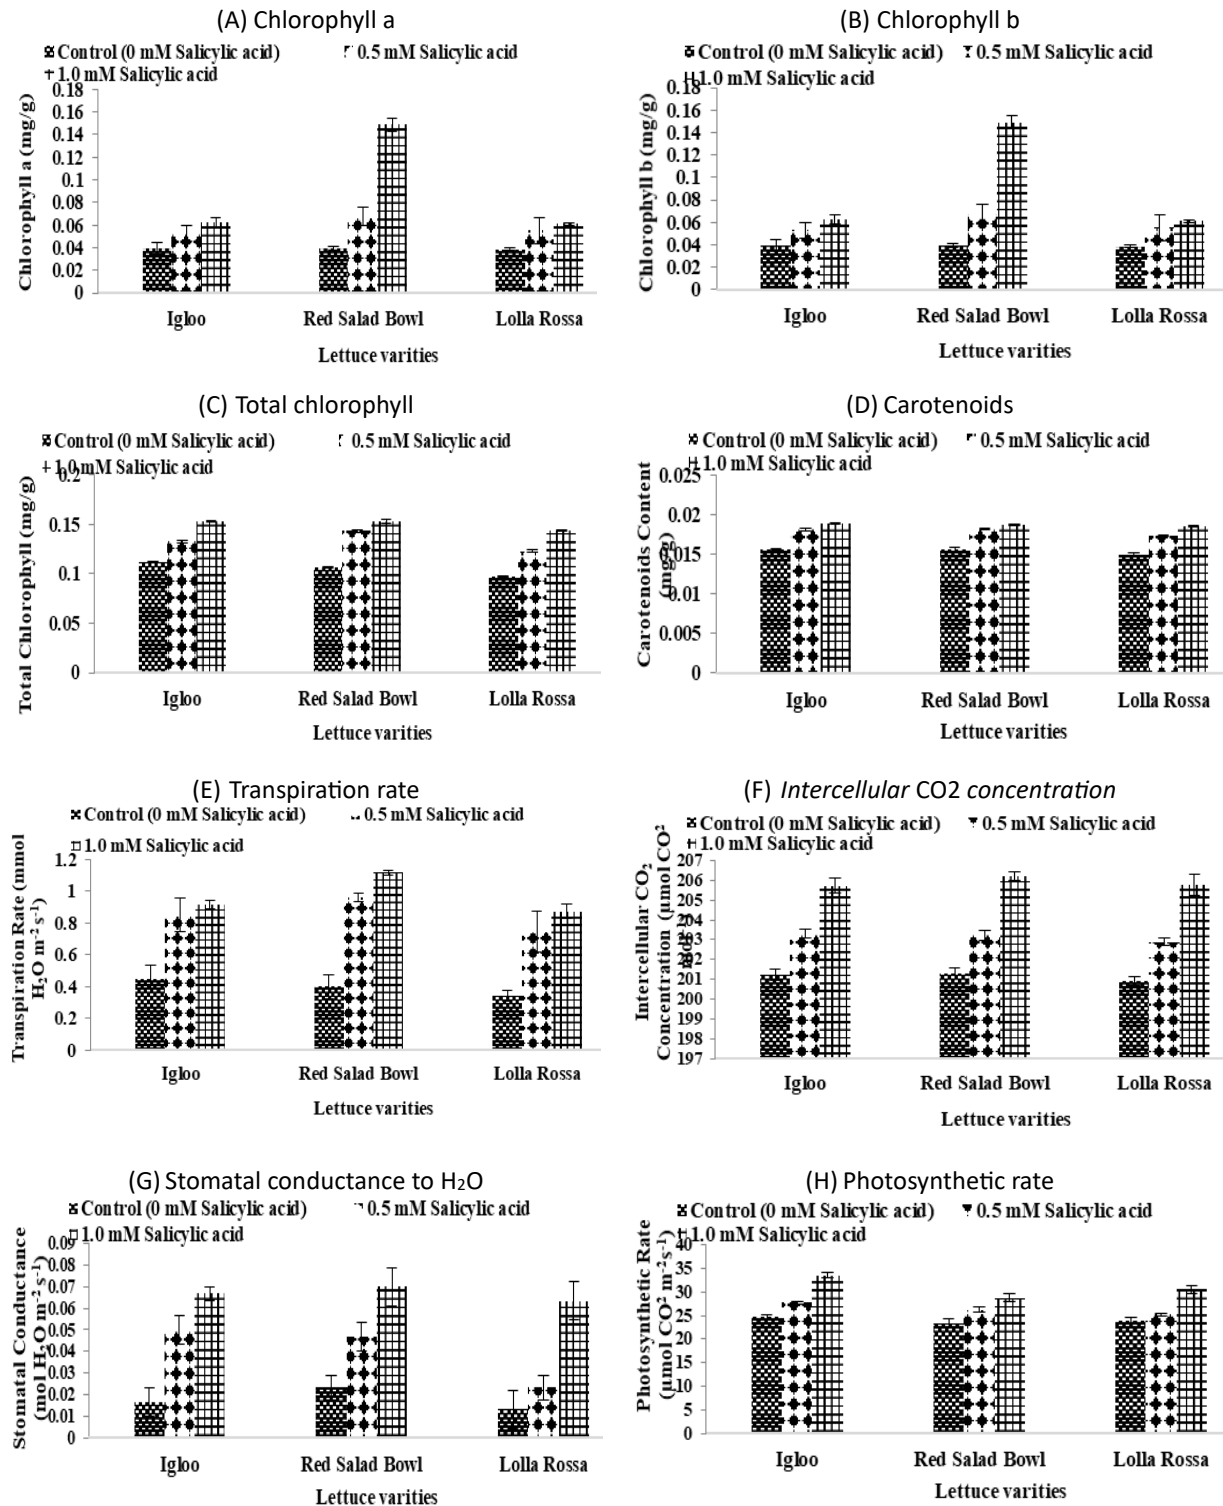 (A) Chlorophyll a
Control (0 mM Salicylic acid) 0.5 mM Salicylic acid
1.0 mM Salicylic acid
Chlorophyll a (mg/g)
0.18
0.16
0.14
0.12
0.1
0.08
0.06
0.04
0.02
0
Igloo Red Salad Bowl Lolla Rossa
Lettuce varities
(B) Chlorophyll b
Control (0 mM Salicylic acid) 0.5 mM Salicylic acid
1.0 mM Salicylic acid
Chlorophyll b (mg/g)
0.18
0.16
0.14
0.12
0.1
0.08
0.06
0.04
0.02
0
Igloo Red Salad Bowl Lolla Rossa
Lettuce varities
(C) Total chlorophyll
Control (0 mM Salicylic acid) 0.5 mM Salicylic acid
1.0 mM Salicylic acid
Total Chlorophyll (mg/g)
0.2
0.15
0.1
0.05
0
Igloo Red Salad Bowl Lolla Rossa
Lettuce varities
(D) Carotenoids
Control (0 mM Salicylic acid) 0.5 mM Salicylic acid
1.0 mM Salicylic acid
Carotenoids Content
(mg/g)
0.025
0.02
0.015
0.01
0.005
0
Igloo Red Salad Bowl Lolla Rossa
Lettuce varities
(E) Transpiration rate
Control (0 mM Salicylic acid) 0.5 mM Salicylic acid
1.0 mM Salicylic acid
Transpiration Rate (mmol
H₂O m⁻² s⁻¹)
1.2
1
0.8
0.6
0.4
0.2
0
Igloo Red Salad Bowl Lolla Rossa
Lettuce varities
(F) Intercellular CO2 concentration
Control (0 mM Salicylic acid) 0.5 mM Salicylic acid
1.0 mM Salicylic acid
Intercellular CO₂
Concentration (µmol CO²
207
206
205
204
203
202
201
200
199
198
197
Igloo Red Salad Bowl Lolla Rossa
Lettuce varities
(G) Stomatal conductance to H₂O
Control (0 mM Salicylic acid) 0.5 mM Salicylic acid
1.0 mM Salicylic acid
Stomatal Conductance
(mol H₂O m⁻² s⁻¹)
0.09
0.08
0.07
0.06
0.05
0.04
0.03
0.02
0.01
0
Igloo Red Salad Bowl Lolla Rossa
Lettuce varities
(H) Photosynthetic rate
Control (0 mM Salicylic acid) 0.5 mM Salicylic acid
1.0 mM Salicylic acid
Photosynthetic Rate
(µmol CO² m⁻² s⁻¹)
40
35
30
25
20
15
10
5
0
Igloo Red Salad Bowl Lolla Rossa
Lettuce varities